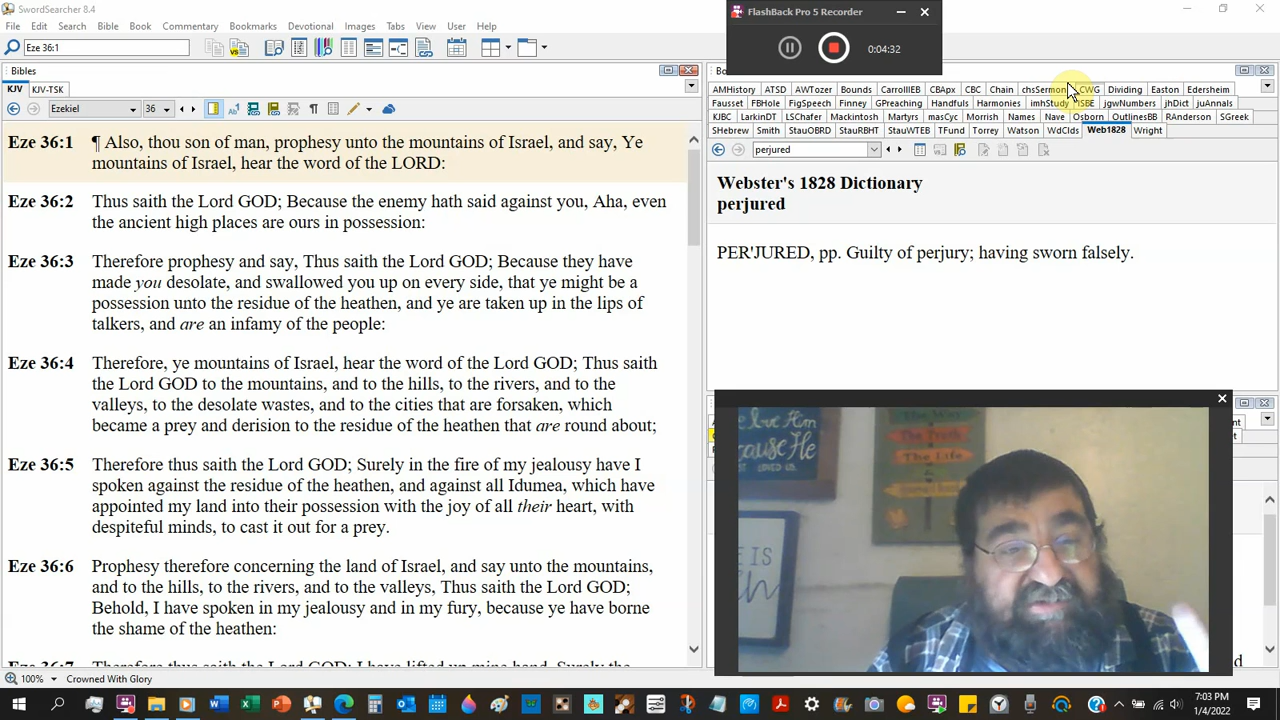 SwordSearcher 8.4
File Edit Search Bible Book Commentary Bookmarks Devotional Images Tabs View User Help
Eze 36:1
Bibles
KJV KJV-TSK
Ezekiel 36
Eze 36:1 ¶ Also, thou son of man, prophesy unto the mountains of Israel, and say, Ye
mountains of Israel, hear the word of the LORD:
Eze 36:2 Thus saith the Lord GOD; Because the enemy hath said against you, Aha, even
the ancient high places are ours in possession:
Eze 36:3 Therefore prophesy and say, Thus saith the Lord GOD; Because they have
made you desolate, and swallowed you up on every side, that ye might be a
possession unto the residue of the heathen, and ye are taken up in the lips of
talkers, and are an infamy of the people:
Eze 36:4 Therefore, ye mountains of Israel, hear the word of the Lord GOD; Thus saith
the Lord GOD to the mountains, and to the hills, to the rivers, and to the
valleys, to the desolate wastes, and to the cities that are forsaken, which
became a prey and derision to the residue of the heathen that are round about;
Eze 36:5 Therefore thus saith the Lord GOD; Surely in the fire of my jealousy have I
spoken against the residue of the heathen, and against all Idumea, which have
appointed my land into their possession with the joy of all their heart, with
despiteful minds, to cast it out for a prey.
Eze 36:6 Prophesy therefore concerning the land of Israel, and say unto the mountains,
and to the hills, to the rivers, and to the valleys, Thus saith the Lord GOD;
Behold, I have spoken in my jealousy and in my fury, because ye have borne
the shame of the heathen:
FlashBack Pro 5 Recorder
0:04:32
AMHistory ATSD AWTozer Bounds CarrollIEB CBApx CBC Chain chsSermon CWG Dividing Easton Edersheim
Fausset FBHole FigSpeech Finney GPreaching Handfuls Harmonies imhStudy ISBE jgwNumbers jhDict juAnnals
KJBC LarkinDT LSChafer Mackintosh Martyrs masCyc Morrish Names Nave Osborn OutlinesBB RAnderson SGreek
SHebrew Smith StauOBRD StauRBHT StauWTEB TFund Torrey Watson WdClds Web1828 Wright
perjured
Webster's 1828 Dictionary
perjured
PER'JURED, pp. Guilty of perjury; having sworn falsely.
The Way
The Truth
The Life
100% Crowned With Glory
7:03 PM
1/4/2022